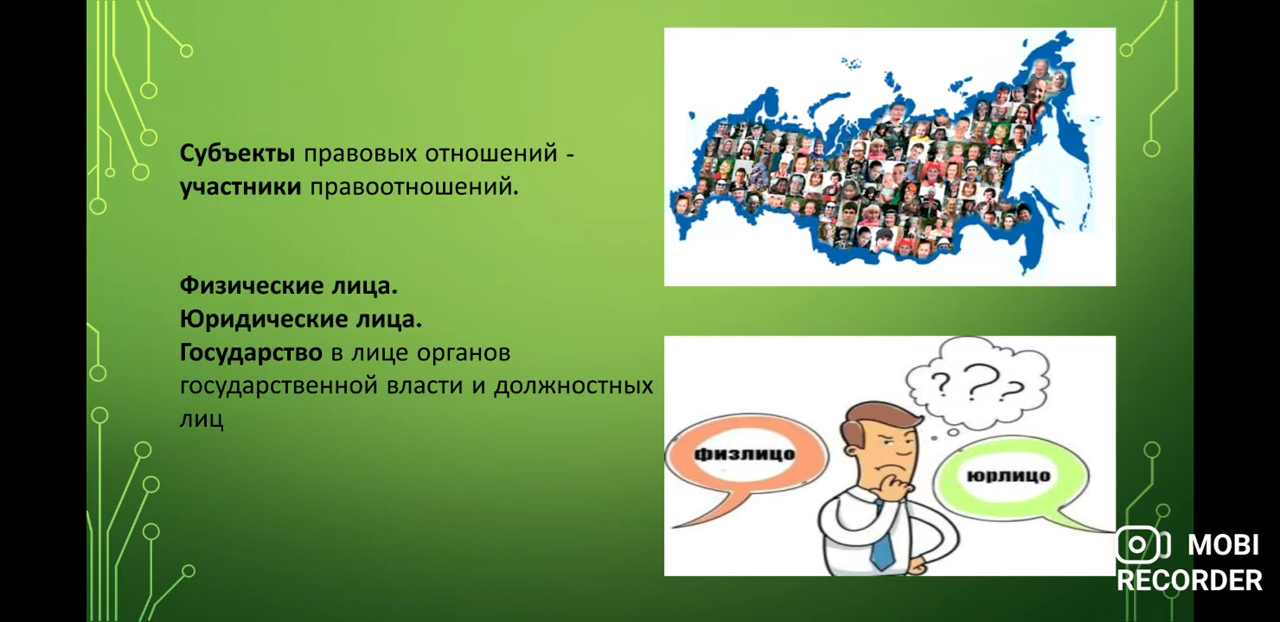 Субъекты правовых отношений -
участники правоотношений.
Физические лица.
Юридические лица.
Государство в лице органов
государственной власти и должностных
лиц
? ? ?
физлицо
юрлицо
MOBI
RECORDER